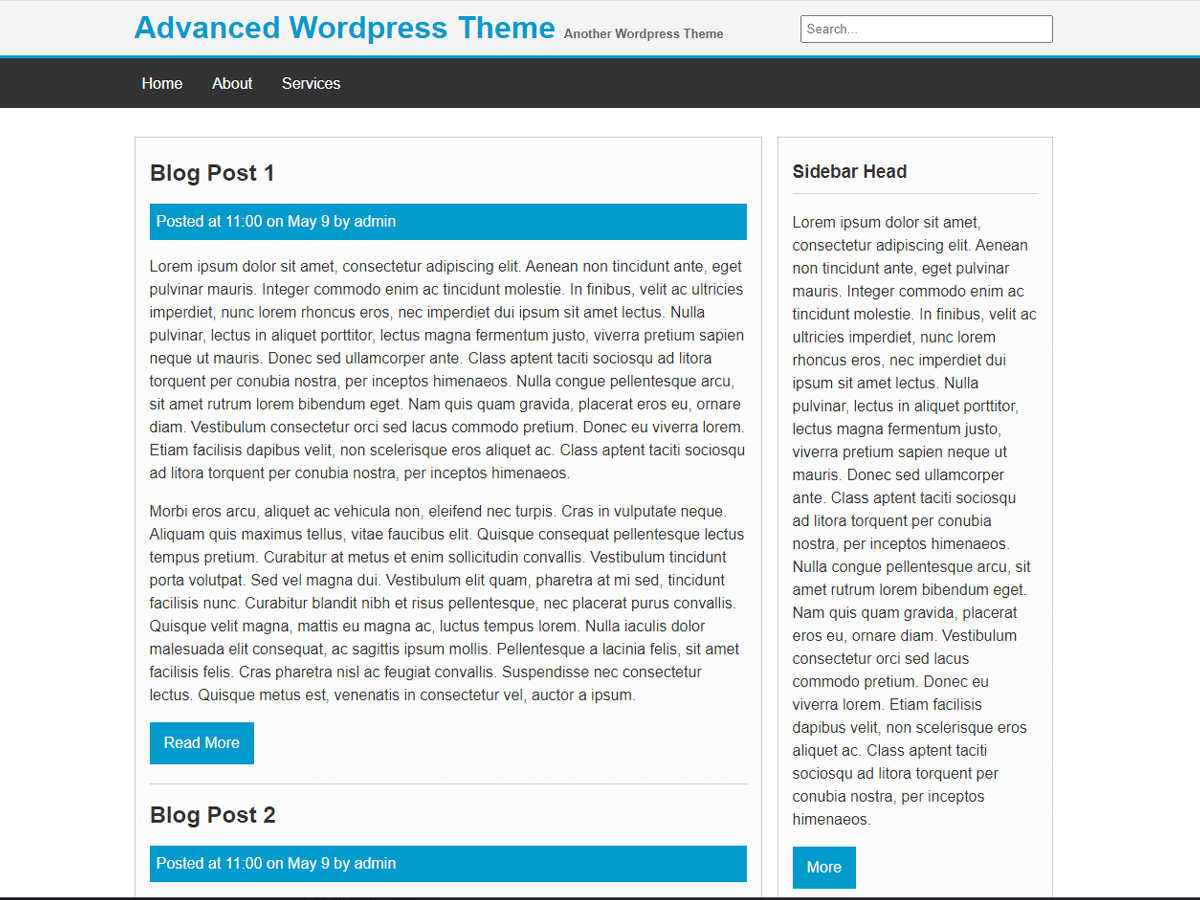 Advanced Wordpress Theme Another Wordpress Theme
Search...
Home About Services
Blog Post 1
Posted at 11:00 on May 9 by admin
Lorem ipsum dolor sit amet, consectetur adipiscing elit. Aenean non tincidunt ante, eget
pulvinar mauris. Integer commodo enim ac tincidunt molestie. In finibus, velit ac ultricies
imperdiet, nunc lorem rhoncus eros, nec imperdiet dui ipsum sit amet lectus. Nulla
pulvinar, lectus in aliquet porttitor, lectus magna fermentum justo, viverra pretium sapien
neque ut mauris. Donec sed ullamcorper ante. Class aptent taciti sociosqu ad litora
torquent per conubia nostra, per inceptos himenaeos. Nulla congue pellentesque arcu,
sit amet rutrum lorem bibendum eget. Nam quis quam gravida, placerat eros eu, ornare
diam. Vestibulum consectetur orci sed lacus commodo pretium. Donec eu viverra lorem.
Etiam facilisis dapibus velit, non scelerisque eros aliquet ac. Class aptent taciti sociosqu
ad litora torquent per conubia nostra, per inceptos himenaeos.
Morbi eros arcu, aliquet ac vehicula non, eleifend nec turpis. Cras in vulputate neque.
Aliquam quis maximus tellus, vitae faucibus elit. Quisque consequat pellentesque lectus
tempus pretium. Curabitur at metus et enim sollicitudin convallis. Vestibulum tincidunt
porta volutpat. Sed vel magna dui. Vestibulum elit quam, pharetra at mi sed, tincidunt
facilisis nunc. Curabitur blandit nibh et risus pellentesque, nec placerat purus convallis.
Quisque velit magna, mattis eu magna ac, luctus tempus lorem. Nulla iaculis dolor
malesuada elit consequat, ac sagittis ipsum mollis. Pellentesque a lacinia felis, sit amet
facilisis felis. Cras pharetra nisl ac feugiat convallis. Suspendisse nec consectetur
lectus. Quisque metus est, venenatis in consectetur vel, auctor a ipsum.
Read More
Blog Post 2
Posted at 11:00 on May 9 by admin
Sidebar Head
Lorem ipsum dolor sit amet,
consectetur adipiscing elit. Aenean
non tincidunt ante, eget pulvinar
mauris. Integer commodo enim ac
tincidunt molestie. In finibus, velit ac
ultricies imperdiet, nunc lorem
rhoncus eros, nec imperdiet dui
ipsum sit amet lectus. Nulla
pulvinar, lectus in aliquet porttitor,
lectus magna fermentum justo,
viverra pretium sapien neque ut
mauris. Donec sed ullamcorper
ante. Class aptent taciti sociosqu
ad litora torquent per conubia
nostra, per inceptos himenaeos.
Nulla congue pellentesque arcu, sit
amet rutrum lorem bibendum eget.
Nam quis quam gravida, placerat
eros eu, ornare diam. Vestibulum
consectetur orci sed lacus
commodo pretium. Donec eu
viverra lorem. Etiam facilisis
dapibus velit, non scelerisque eros
aliquet ac. Class aptent taciti
sociosqu ad litora torquent per
conubia nostra, per inceptos
himenaeos.
More